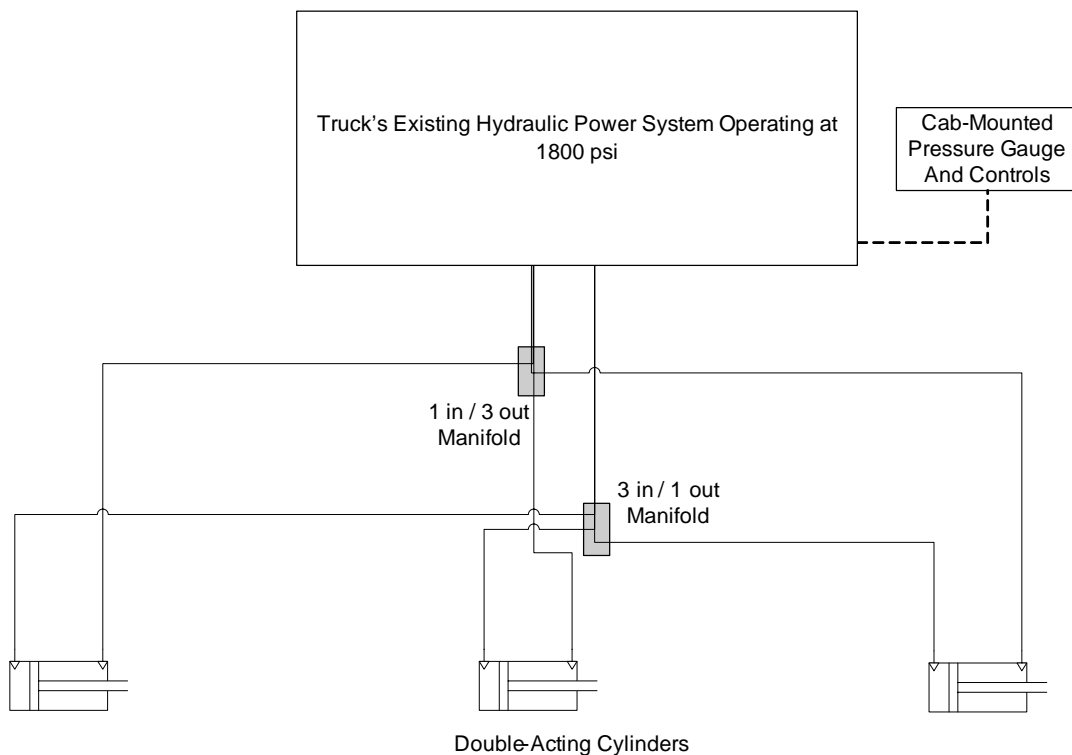 Truck's Existing Hydraulic Power System Operating at
1800 psi
Cab-Mounted
Pressure Gauge
And Controls
1 in / 3 out
Manifold
3 in / 1 out
Manifold
Double-Acting Cylinders